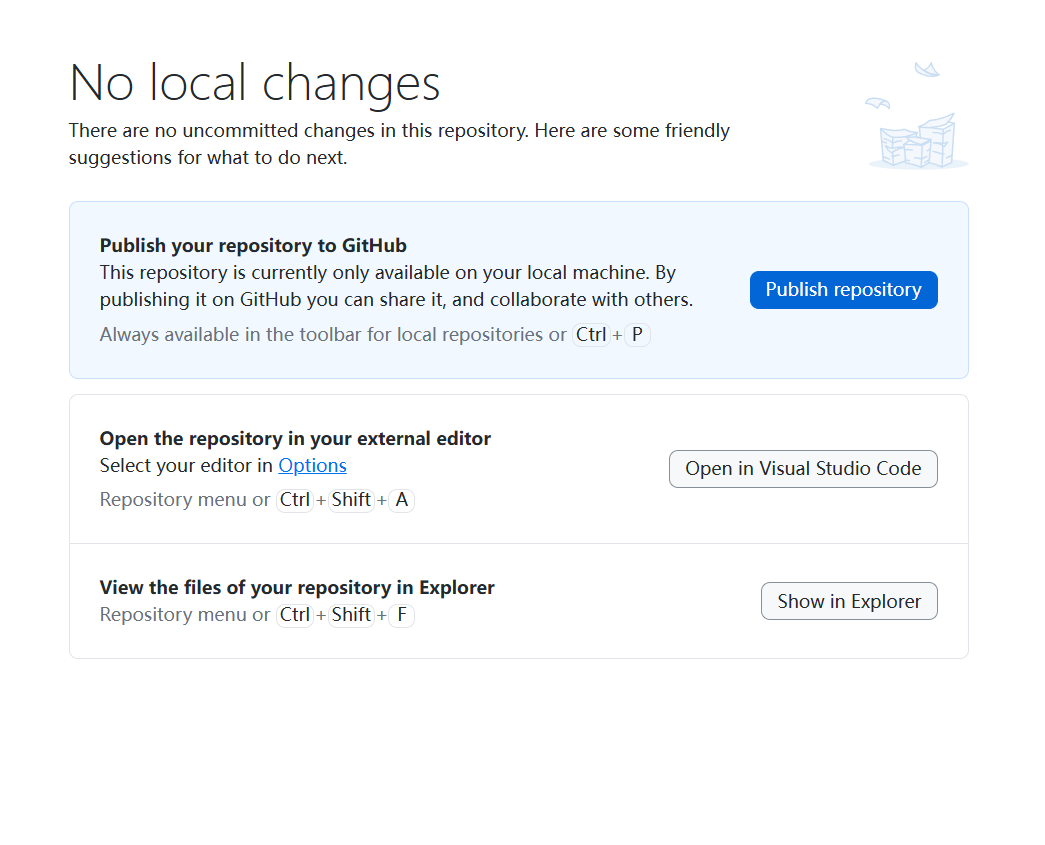 No local changes
There are no uncommitted changes in this repository. Here are some friendly
suggestions for what to do next.
Publish your repository to GitHub
This repository is currently only available on your local machine. By
publishing it on GitHub you can share it, and collaborate with others.
Always available in the toolbar for local repositories or Ctrl+P
Publish repository
Open the repository in your external editor
Select your editor in Options
Repository menu or Ctrl+Shift+A
Open in Visual Studio Code
View the files of your repository in Explorer
Repository menu or Ctrl+Shift+F
Show in Explorer